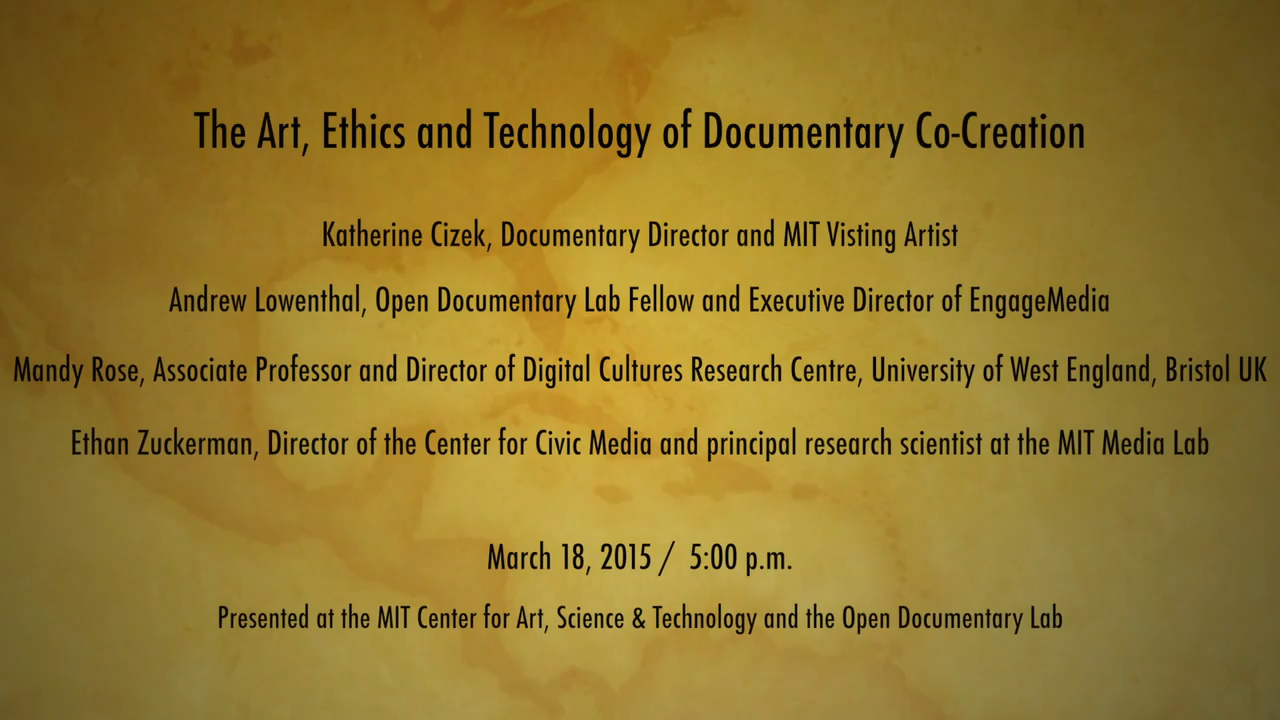 The Art, Ethics and Technology of Documentary Co-Creation
Katherine Cizek, Documentary Director and MIT Visting Artist
Andrew Lowenthal, Open Documentary Lab Fellow and Executive Director of EngageMedia
Mandy Rose, Associate Professor and Director of Digital Cultures Research Centre, University of West England, Bristol UK
Ethan Zuckerman, Director of the Center for Civic Media and principal research scientist at the MIT Media Lab
March 18, 2015 / 5:00 p.m.
Presented at the MIT Center for Art, Science & Technology and the Open Documentary Lab